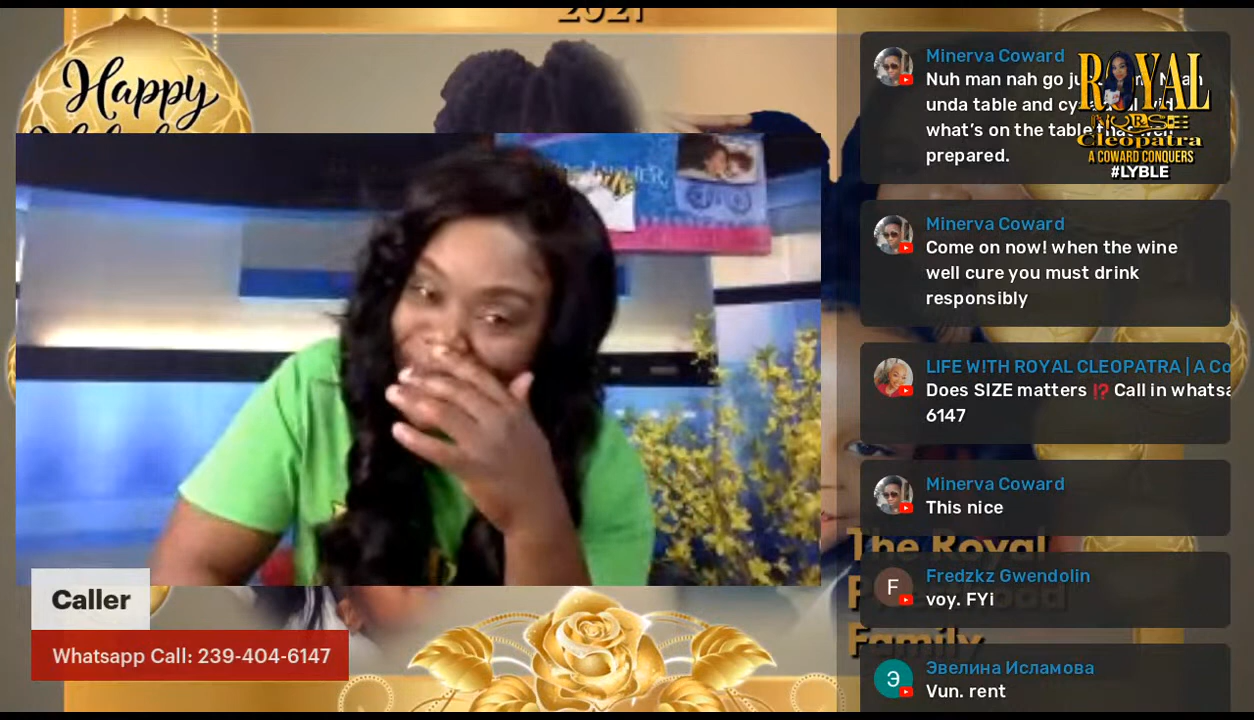 2021
Happy
Minerva Coward
Nuh man nah go
unda table and
what's on the table
prepared.
ROYAL
NURSE
Cleopatra
A COWARD CONQUERS
#LYBLE
Minerva Coward
Come on now! when the wine
well cure you must drink
responsibly
LIFE W!TH ROYAL CLEOPATRA | A Co
Does SIZE matters ⁉️ Call in whatsa
6147
Minerva Coward
This nice
F
Fredzkz Gwendolin
voy. FYi
Э
Эвелина Исламова
Vun. rent
The Royal
Family
Caller
Whatsapp Call: 239-404-6147